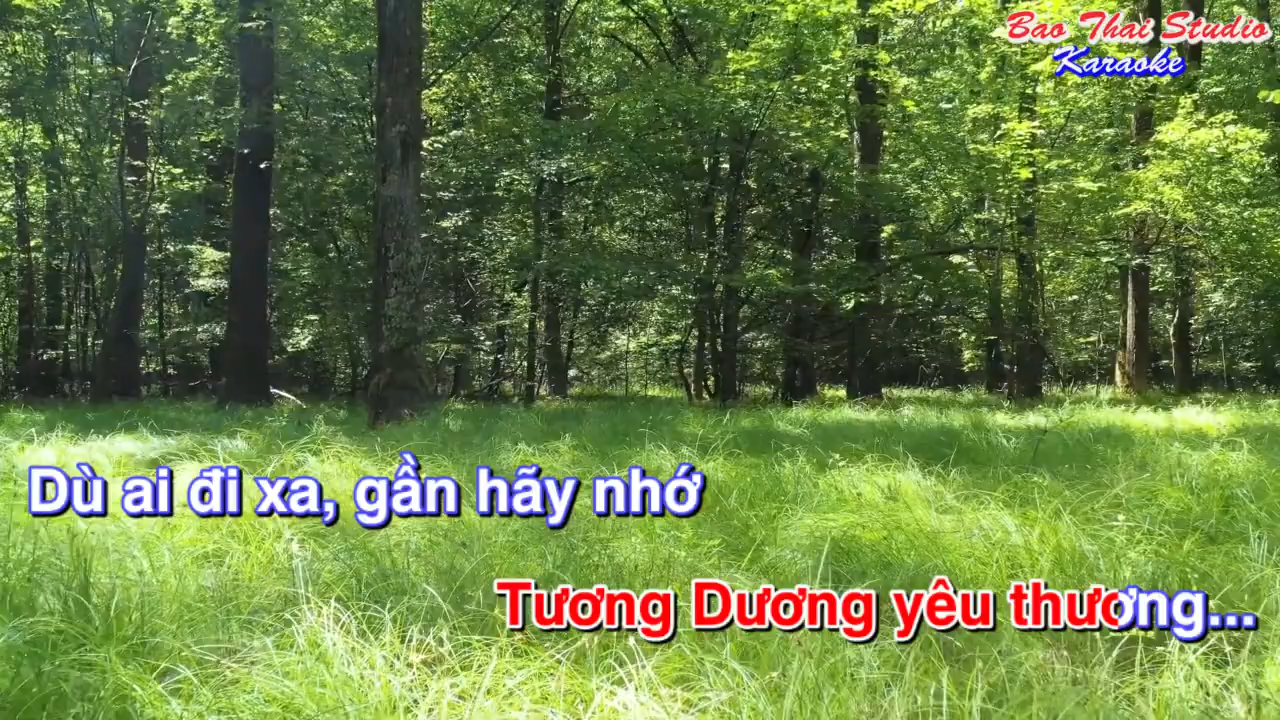 Bao Thai Studio
Karaoke
Dù ai đi xa, gần hãy nhớ
Tương Dương yêu thương...